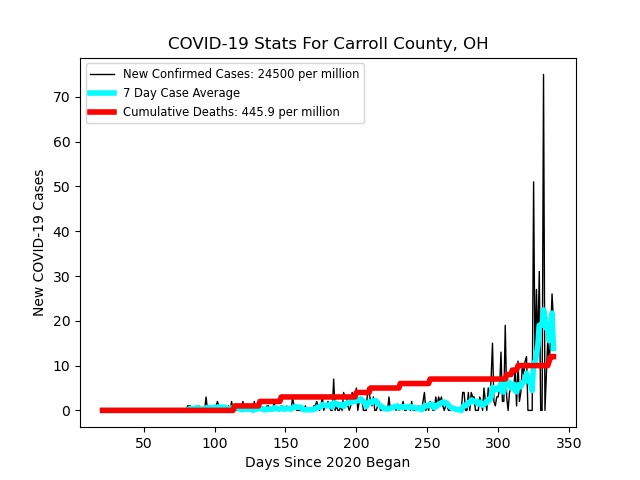 COVID-19 Stats For Carroll County, OH
New Confirmed Cases: 24500 per million
7 Day Case Average
Cumulative Deaths: 445.9 per million
New COVID-19 Cases
70
60
50
40
30
20
10
0
50 100 150 200 250 300 350
Days Since 2020 Began